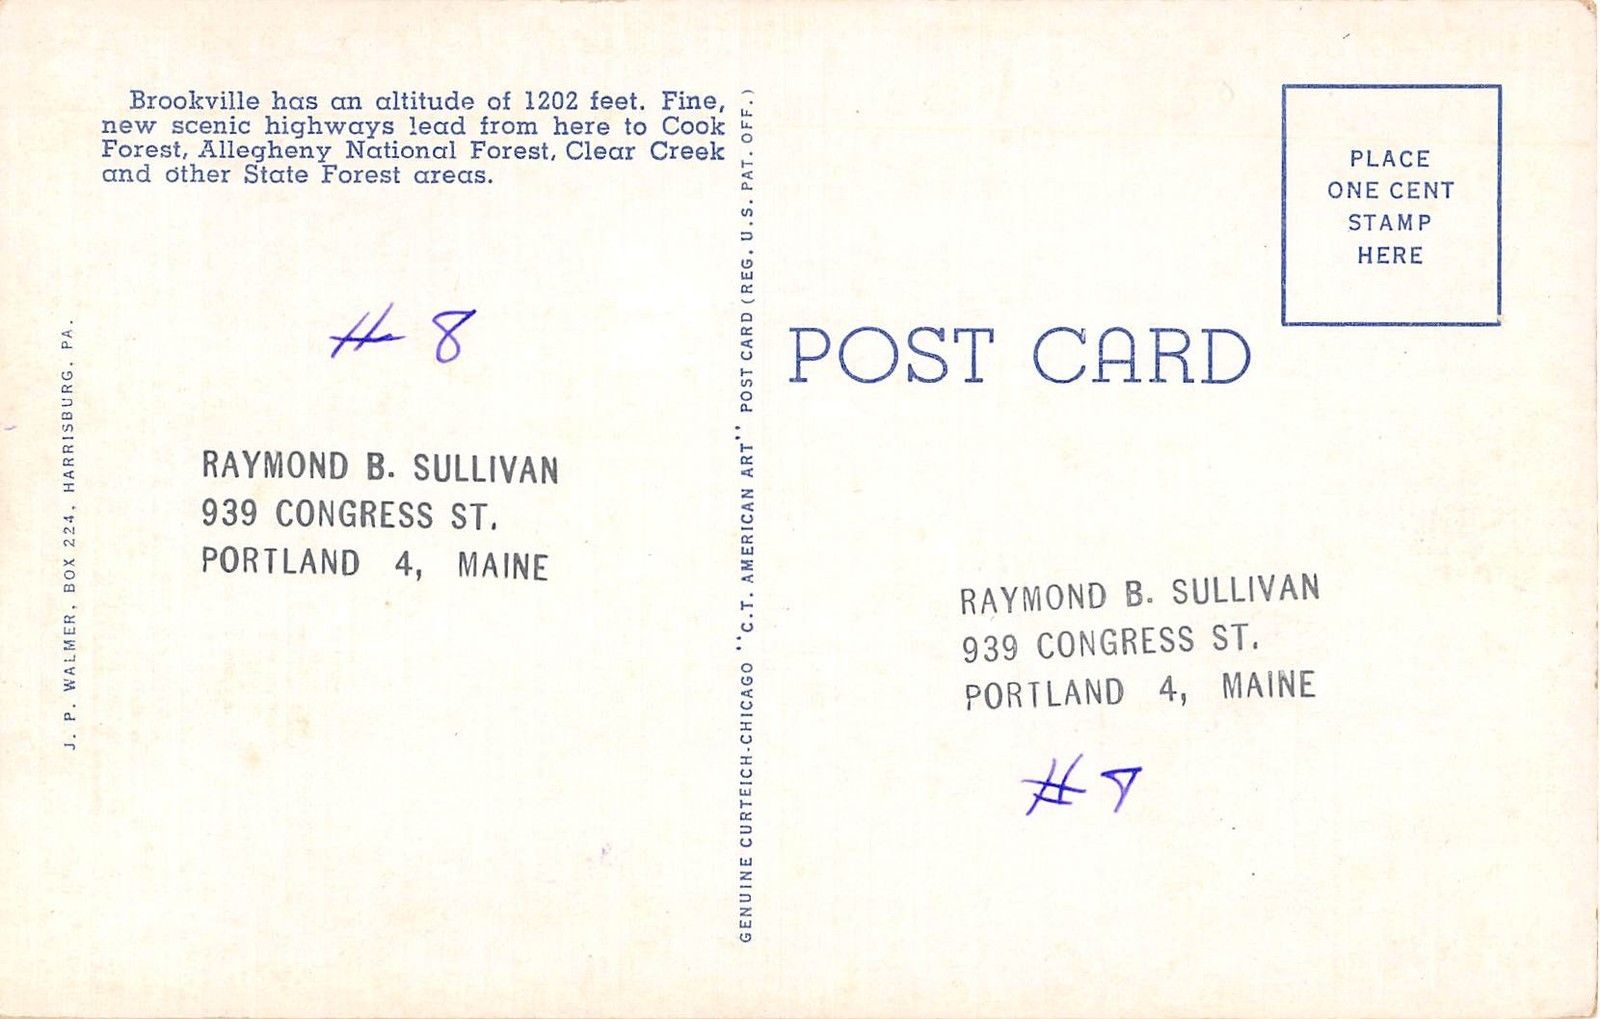 Brookville has an altitude of 1202 feet. Fine,
new scenic highways lead from here to Cook
Forest, Allegheny National Forest, Clear Creek
and other State Forest areas.
# 8
RAYMOND B. SULLIVAN
939 CONGRESS ST.
PORTLAND 4, MAINE
J. P. WALMER, BOX 224, HARRISBURG, PA.
GENUINE CURTEICH-CHICAGO "C.T. AMERICAN ART" POST CARD (REG. U.S. PAT. OFF.)
PLACE
ONE CENT
STAMP
HERE
POST CARD
RAYMOND B. SULLIVAN
939 CONGRESS ST.
PORTLAND 4, MAINE
# 7